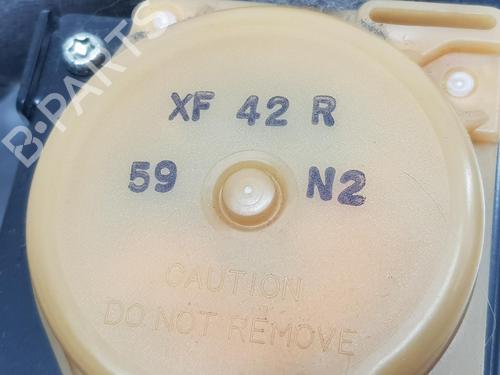 B-PARTS
XF 42 R
59 N2
CAUTION
DO NOT REMOVE